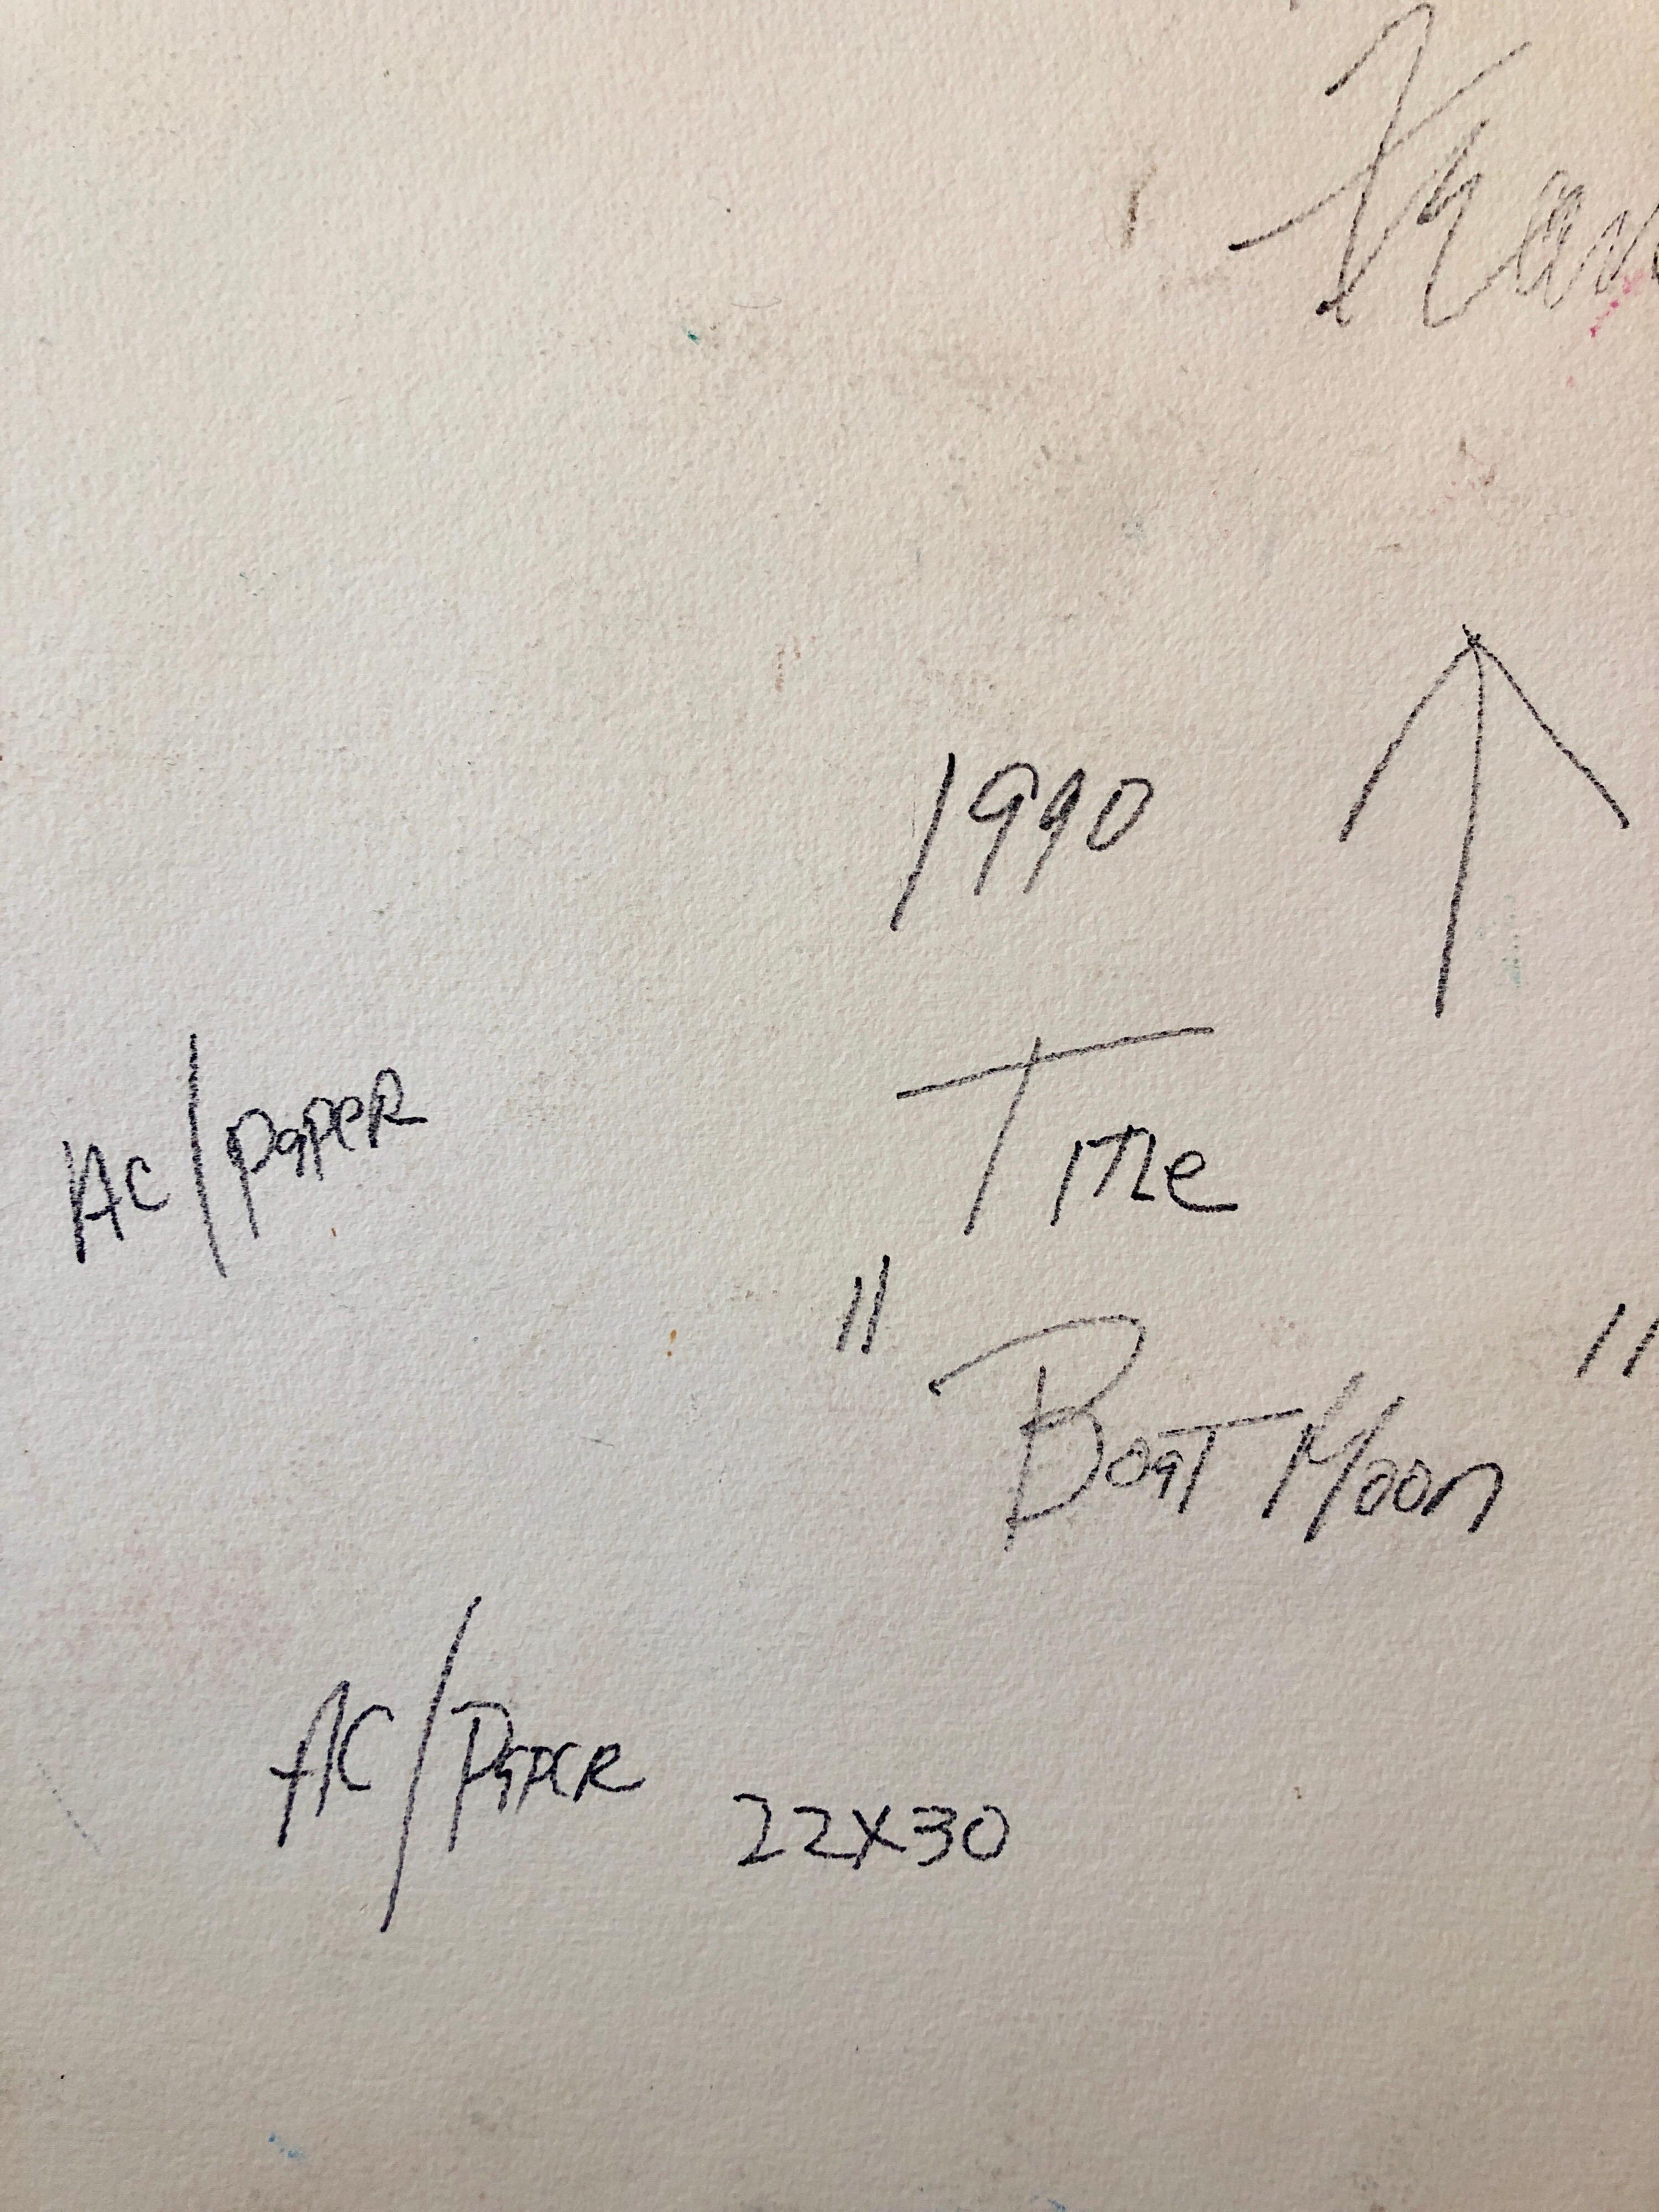 1990
Title
" Boat Moon "
AC/PaPeR
AC/PaPeR 22X30